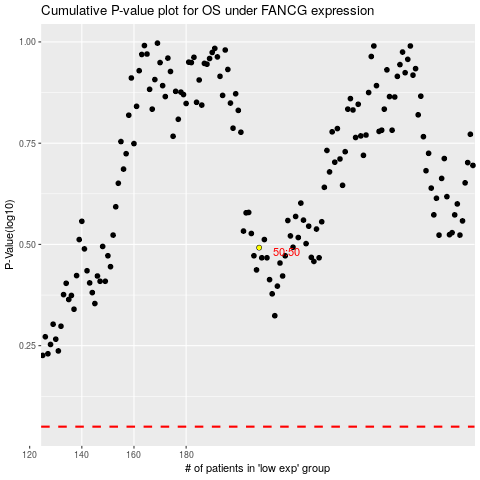 Cumulative P-value plot for OS under FANCG expression
1.00
0.75
0.50
0.25
P-Value(log10)
50:50
120 140 160 180
# of patients in 'low exp' group